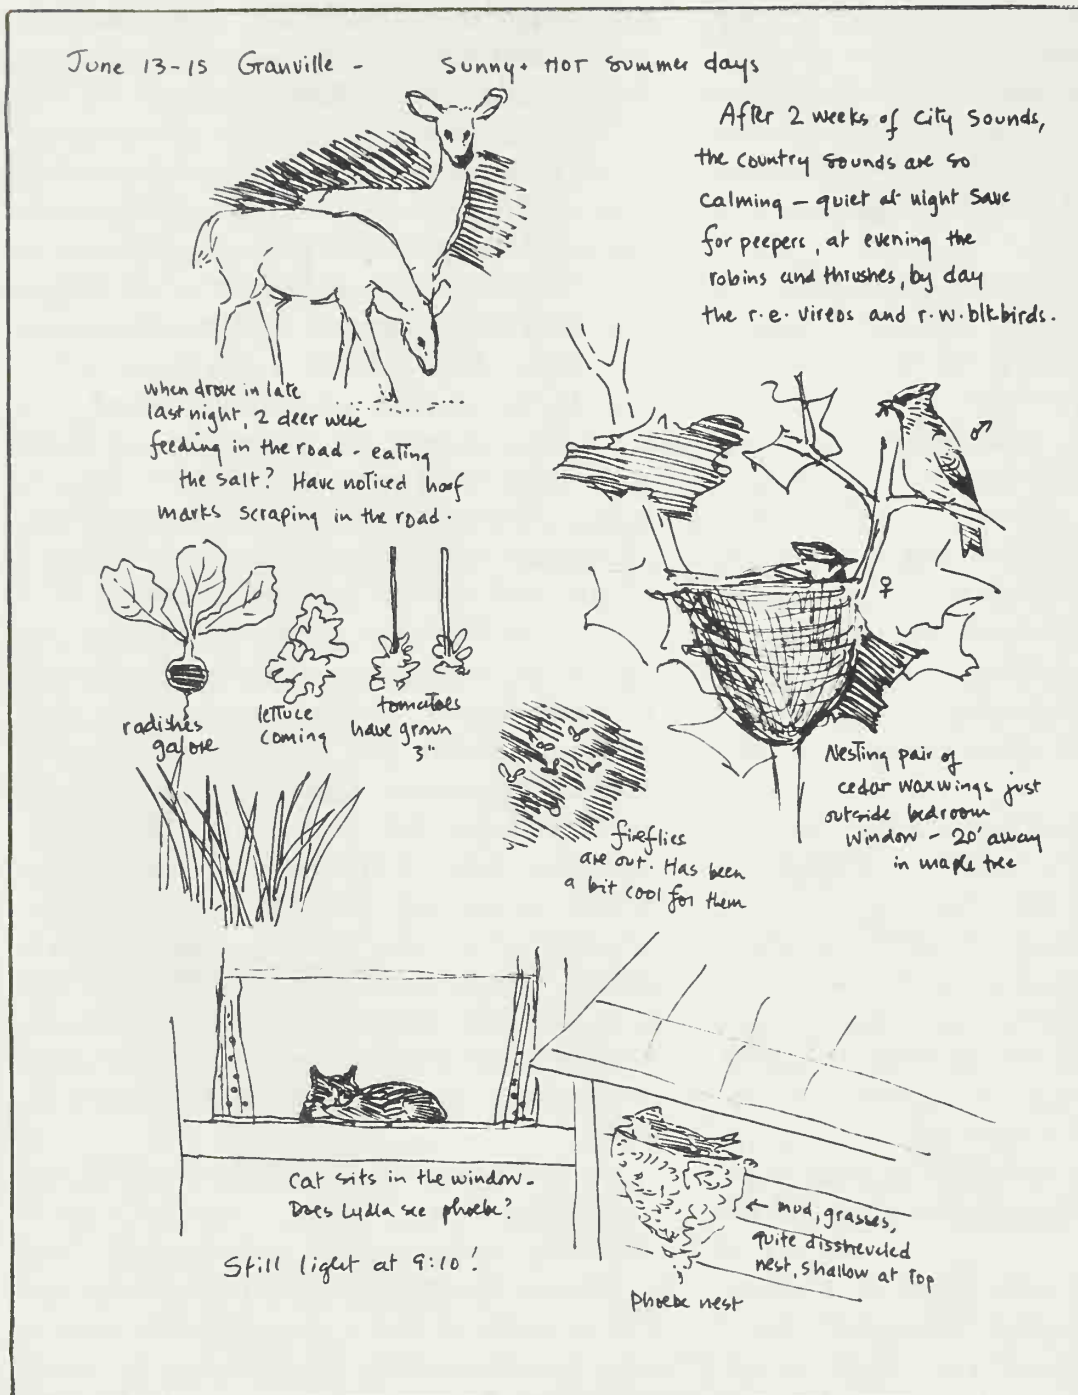 June 13-15 Granville - Sunny + HOT summer days
After 2 weeks of city sounds,
the country sounds are so
calming - quiet at night save
for peepers, at evening the
robins and thrushes, by day
the r.e. vireos and r.w. blkbirds.
when drove in late
last night, 2 deer were
feeding in the road - eating
the salt? Have noticed hoof
marks scraping in the road.
♂
♀
radishes
galore
lettuce
coming
tomatoes
have grown
3"
Nesting pair of
cedar waxwings just
outside bedroom
window - 20' away
in maple tree
fireflies
are out. Has been
a bit cool for them
Cat sits in the window -
Does Lydia see phoebe?
Still light at 9:10!
← mud, grasses,
quite dissheveled
nest, shallow at top
Phoebe nest